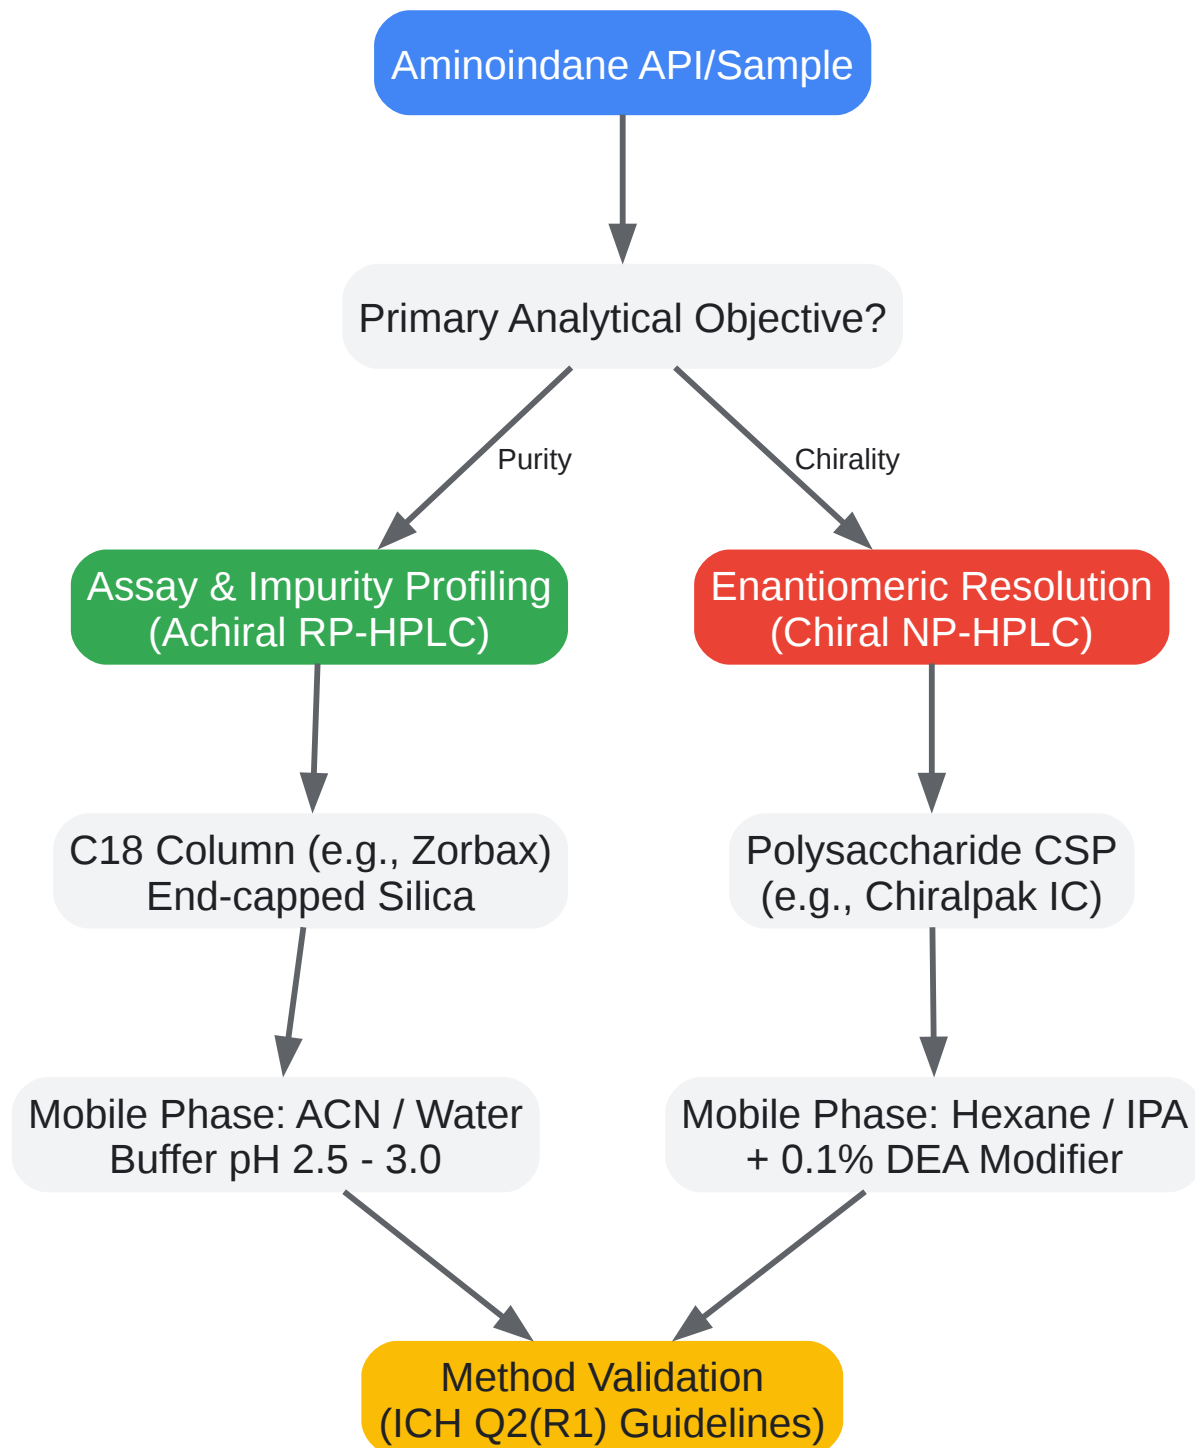 Aminoindane API/Sample
Primary Analytical Objective?
Purity
Chirality
Assay & Impurity Profiling
(Achiral RP-HPLC)
Enantiomeric Resolution
(Chiral NP-HPLC)
C18 Column (e.g., Zorbax)
End-capped Silica
Polysaccharide CSP
(e.g., Chiralpak IC)
Mobile Phase: ACN / Water
Buffer pH 2.5 - 3.0
Mobile Phase: Hexane / IPA
+ 0.1% DEA Modifier
Method Validation
(ICH Q2(R1) Guidelines)